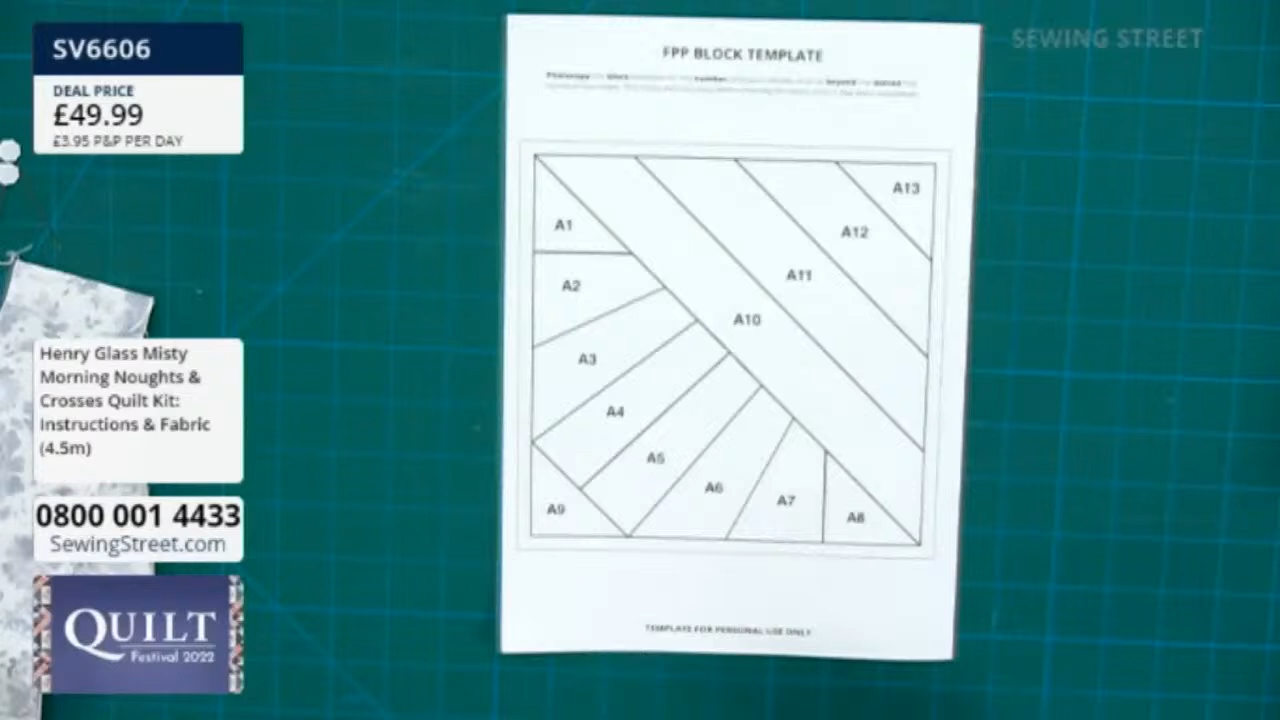 SV6606
DEAL PRICE
£49.99
£3.95 P&P PER DAY
Henry Glass Misty
Morning Noughts &
Crosses Quilt Kit:
Instructions & Fabric
(4.5m)
0800 001 4433
SewingStreet.com
QUILT
Festival 2022
SEWING STREET
FPP BLOCK TEMPLATE
A1
A2
A3
A4
A5
A6
A7
A8
A9
A10
A11
A12
A13
TEMPLATE FOR PERSONAL USE ONLY